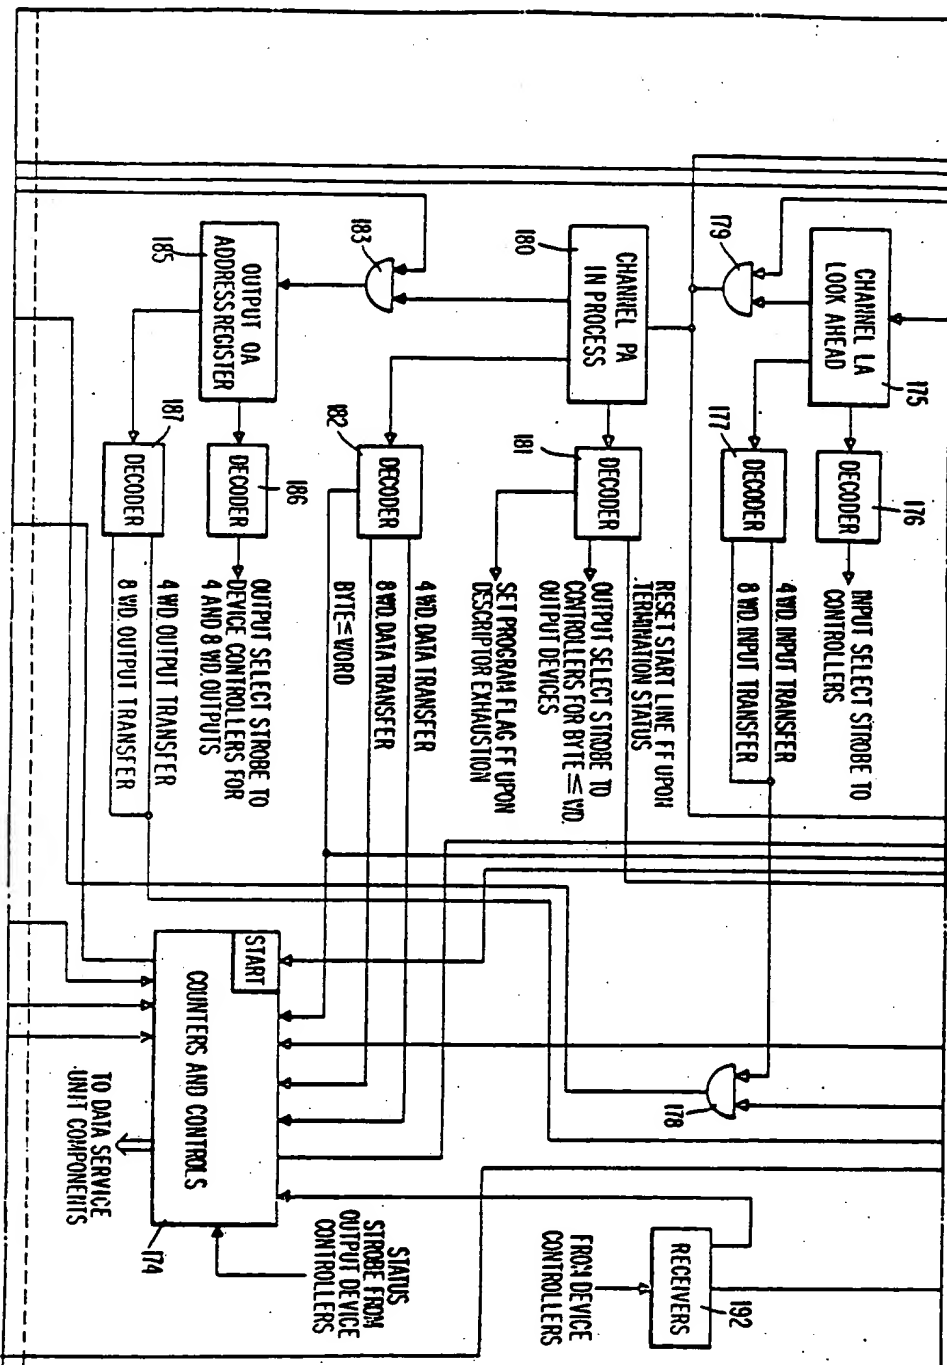 CHANNEL LA
LOOK AHEAD
175
DECODER
176
INPUT SELECT STROBE TO
CONTROLLERS
179
DECODER
177
4 WD. INPUT TRANSFER
8 WD. INPUT TRANSFER
178
RECEIVERS
192
FROM DEVICE
CONTROLLERS
CHANNEL PA
IN PROCESS
180
DECODER
181
RESET START LINE FF UPON
TERMINATION STATUS
OUTPUT SELECT STROBE TO
CONTROLLERS FOR BYTE ≤ WD.
OUTPUT DEVICES
SET PROGRAM FLAG FF UPON
DESCRIPTOR EXHAUSTION
183
DECODER
182
4 WD. DATA TRANSFER
8 WD. DATA TRANSFER
BYTE ≤ WORD
OUTPUT OA
ADDRESS REGISTER
185
DECODER
186
OUTPUT SELECT STROBE TO
DEVICE CONTROLLERS FOR
4 AND 8 WD. OUTPUTS
DECODER
187
4 WD. OUTPUT TRANSFER
8 WD. OUTPUT TRANSFER
START
COUNTERS AND CONTROLS
174
STATUS
STROBE FROM
OUTPUT DEVICE
CONTROLLERS
TO DATA SERVICE
UNIT COMPONENTS